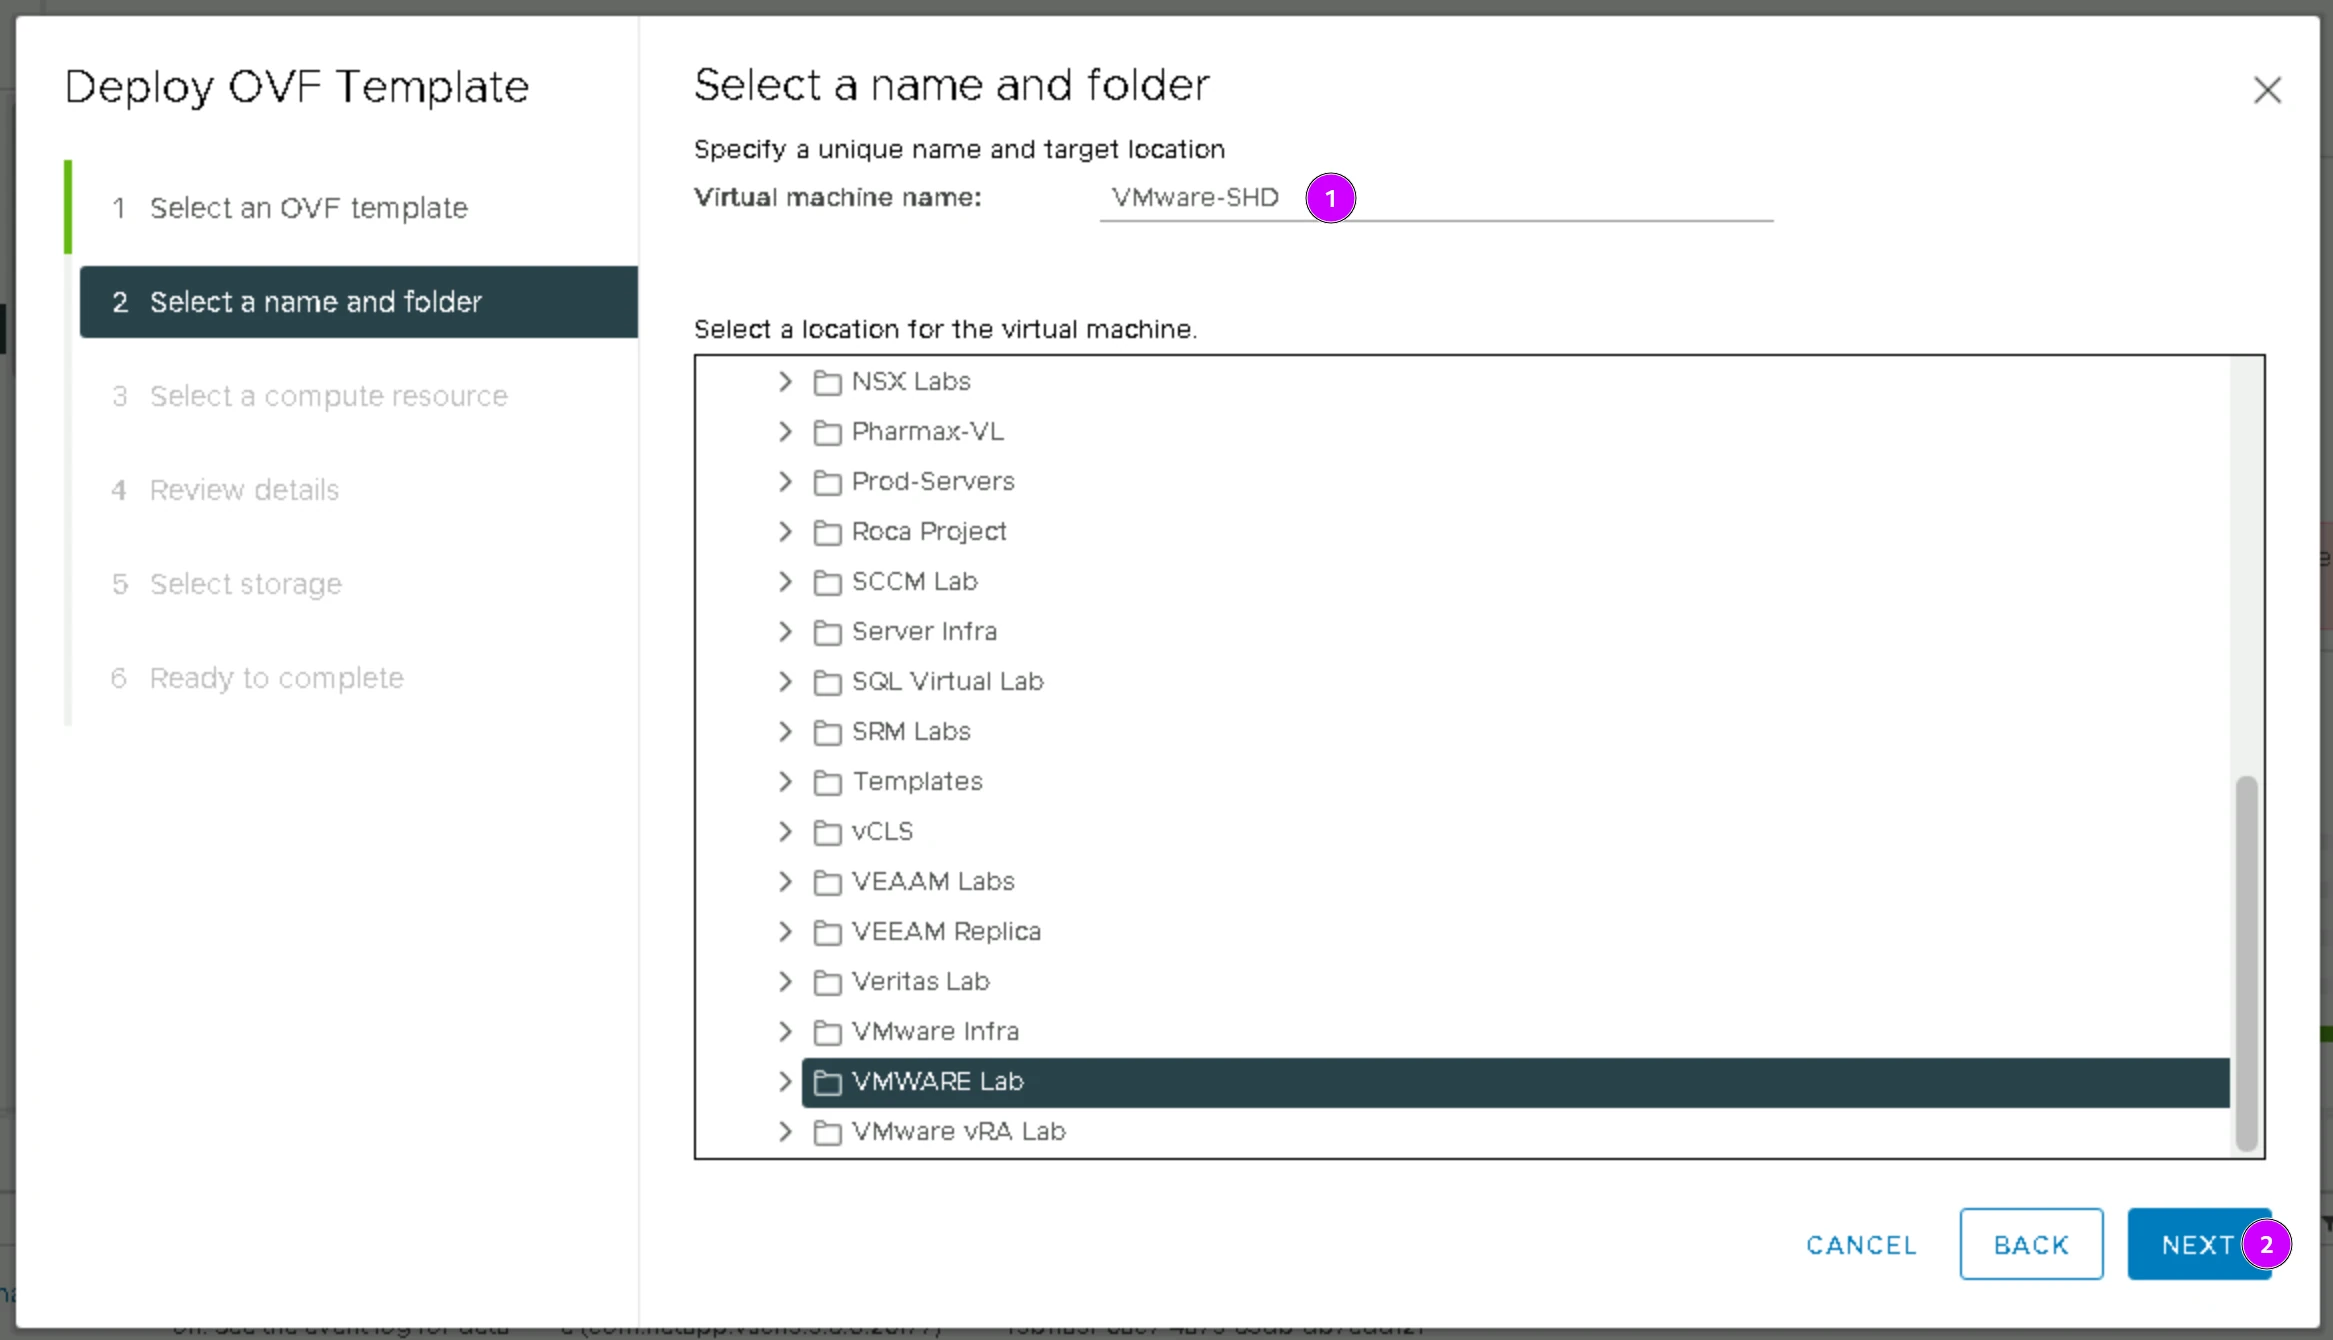 Deploy OVF Template
1 Select an OVF template
2 Select a name and folder
3 Select a compute resource
4 Review details
5 Select storage
6 Ready to complete
Select a name and folder
Specify a unique name and target location
Virtual machine name: VMware-SHD 1
Select a location for the virtual machine.
NSX Labs
Pharmax-VL
Prod-Servers
Roca Project
SCCM Lab
Server Infra
SQL Virtual Lab
SRM Labs
Templates
vCLS
VEAAM Labs
VEEAM Replica
Veritas Lab
VMware Infra
VMWARE Lab
VMware vRA Lab
CANCEL BACK NEXT 2